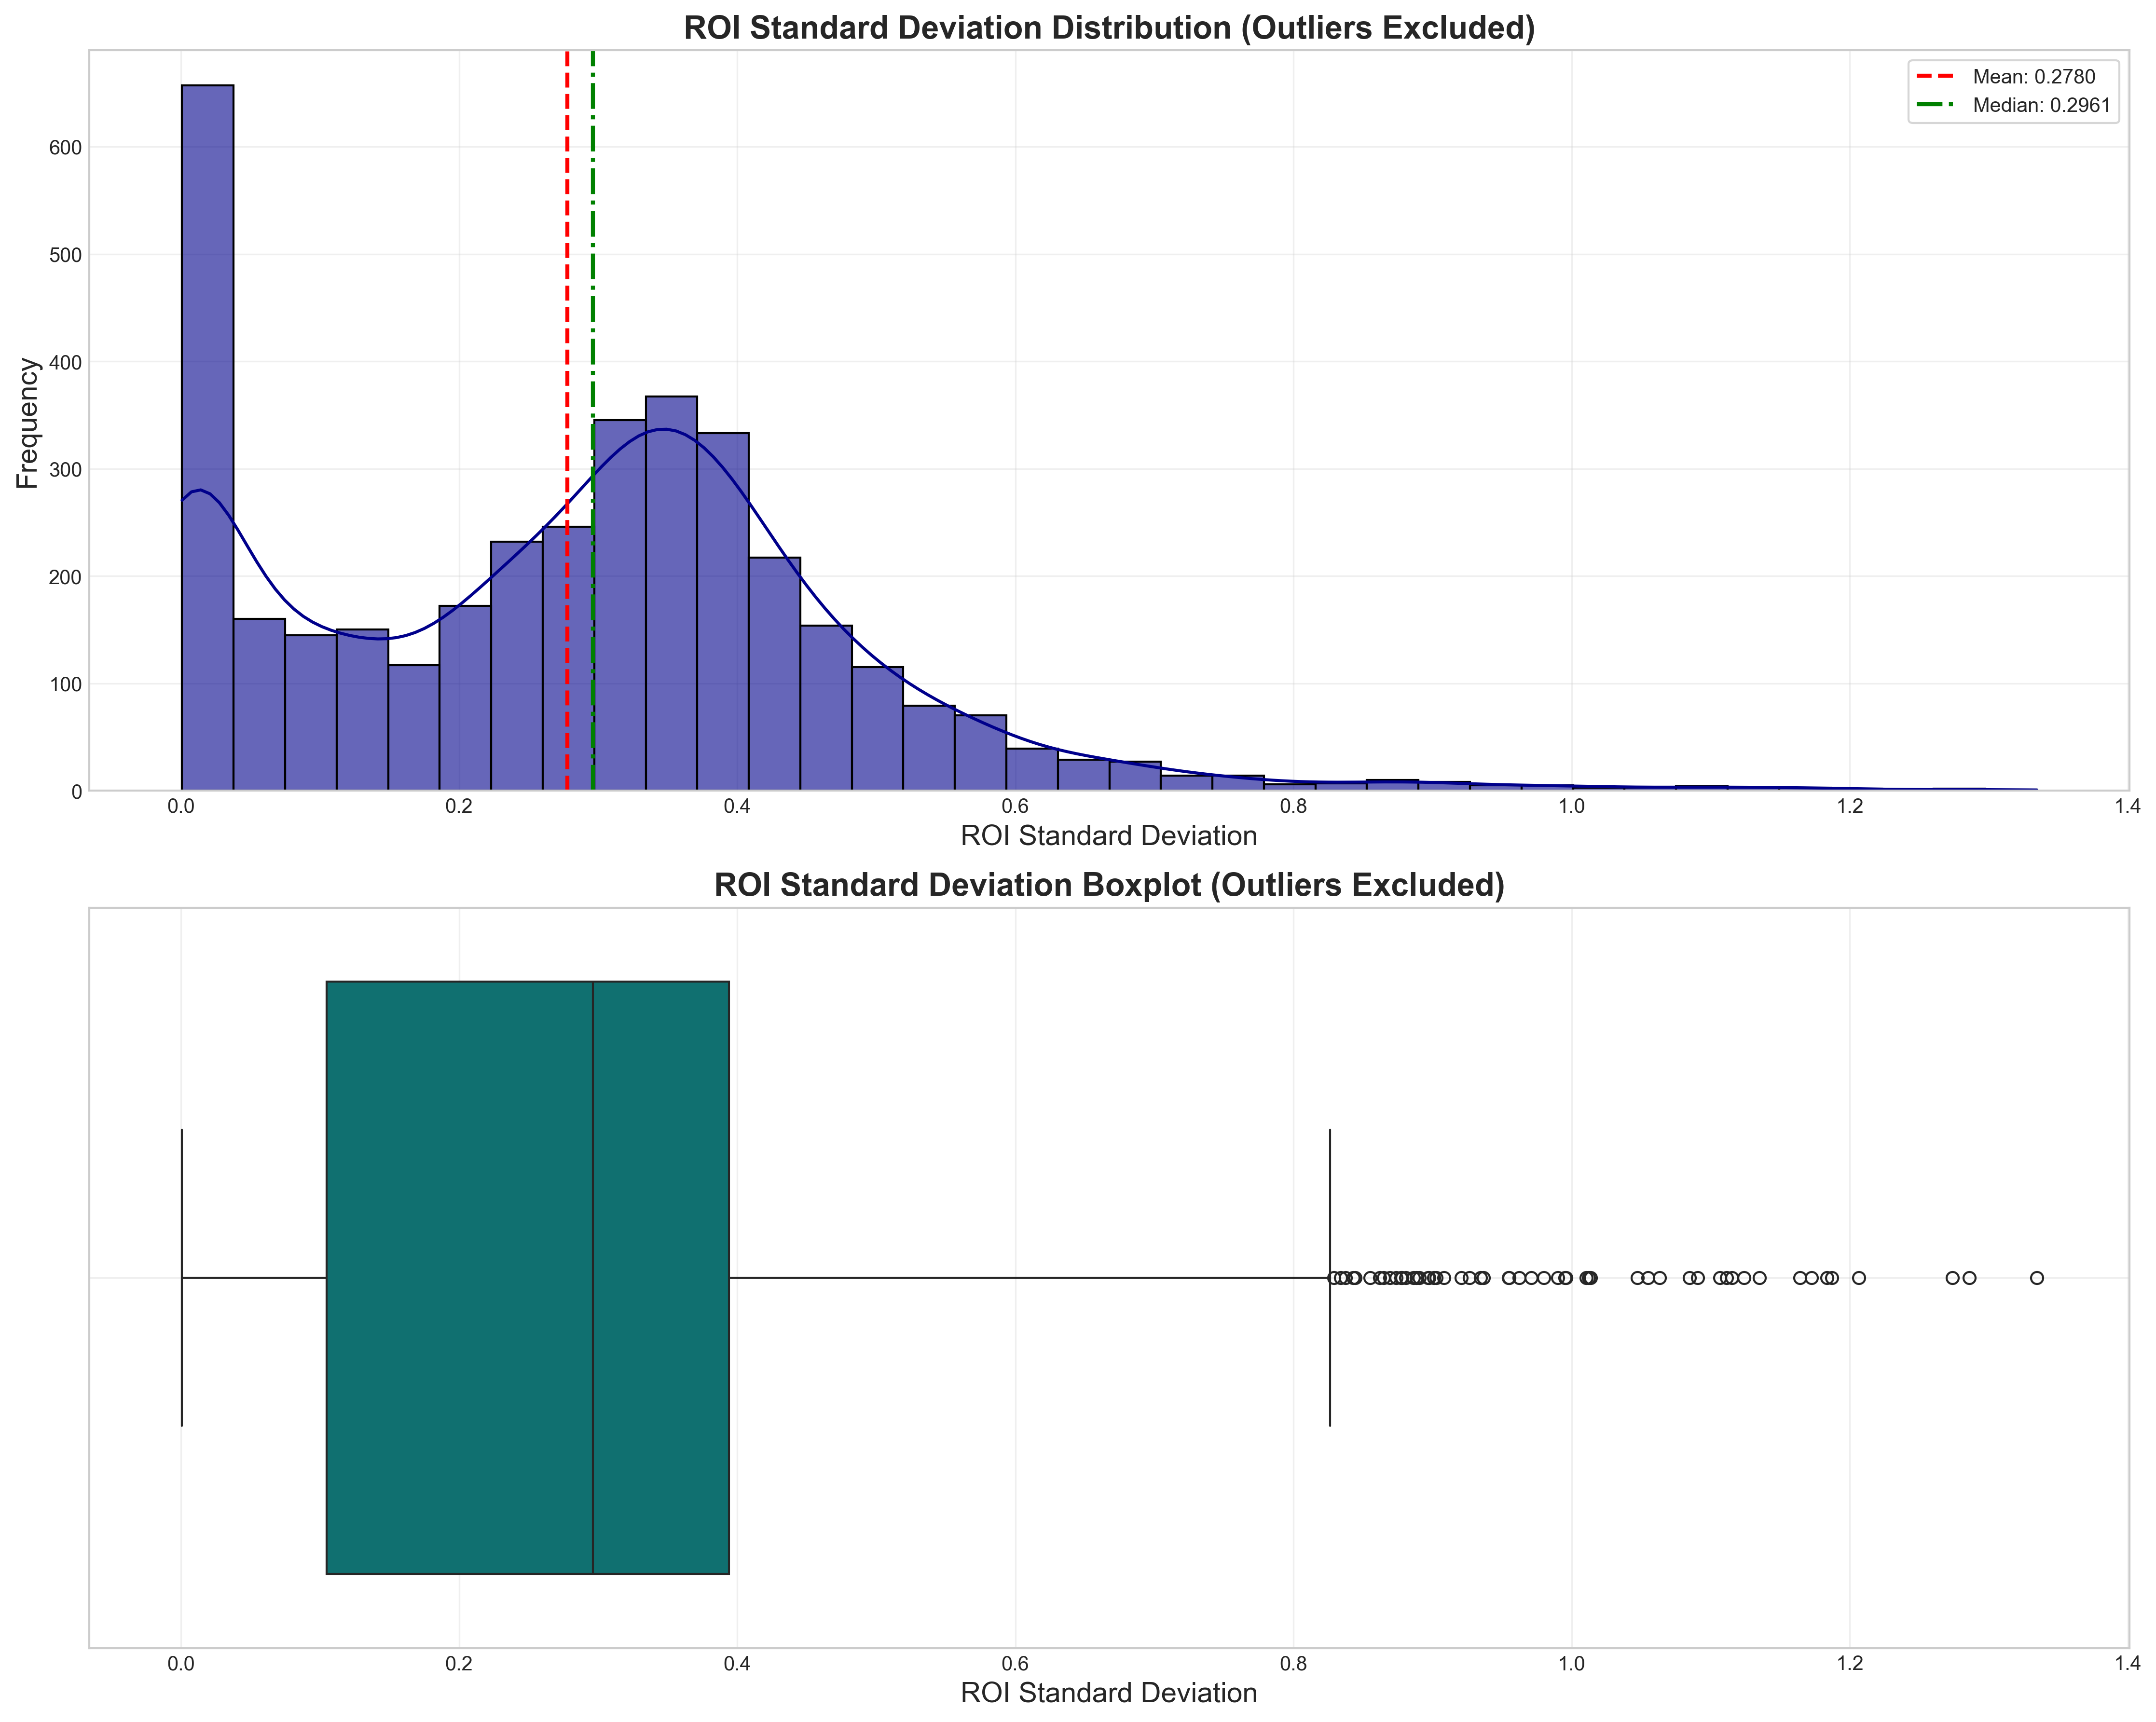 ROI Standard Deviation Distribution (Outliers Excluded)
Mean: 0.2780
Median: 0.2961
600
500
400
300
200
100
0
Frequency
0.0 0.2 0.4 0.6 0.8 1.0 1.2 1.4
ROI Standard Deviation
ROI Standard Deviation Boxplot (Outliers Excluded)
0.0 0.2 0.4 0.6 0.8 1.0 1.2 1.4
ROI Standard Deviation